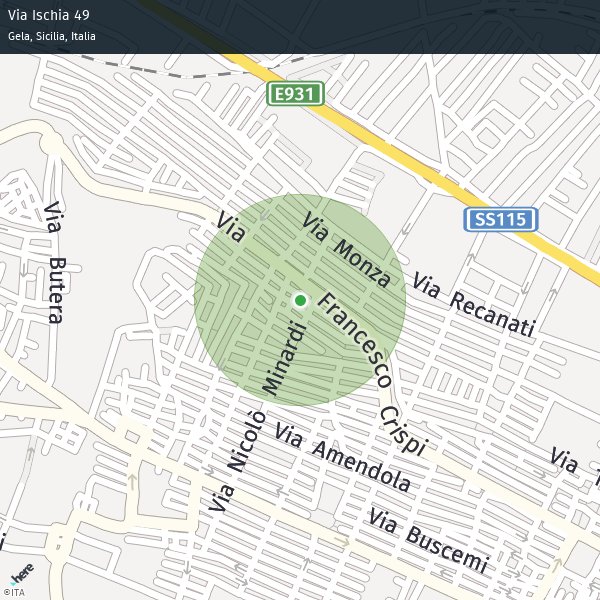 Via Ischia 49
Gela, Sicilia, Italia
E931
SS115
Via Butera
Via
Via Monza
Via Recanati
Francesco
Crispi
Via Nicolò Minardi
Via Amendola
Via
Via Buscemi
here
©ITA